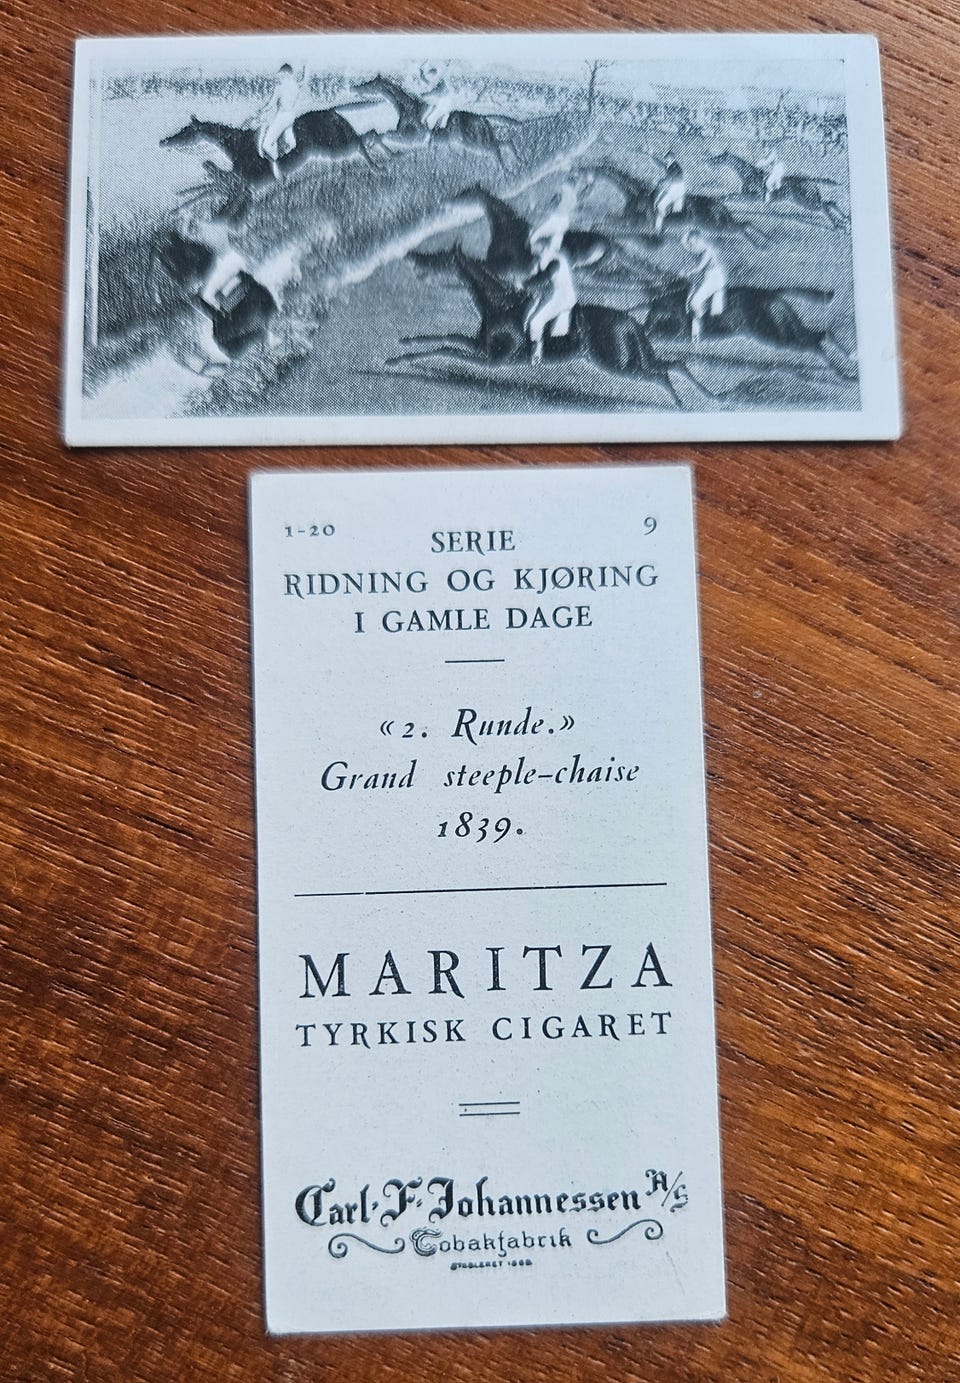 1-20 9
SERIE
RIDNING OG KJØRING
I GAMLE DAGE
«2. Runde.»
Grand steeple-chaise
1839.
MARITZA
TYRKISK CIGARET
Carl·F·Johannessen A/S
Tobakfabrik
ETABLERET